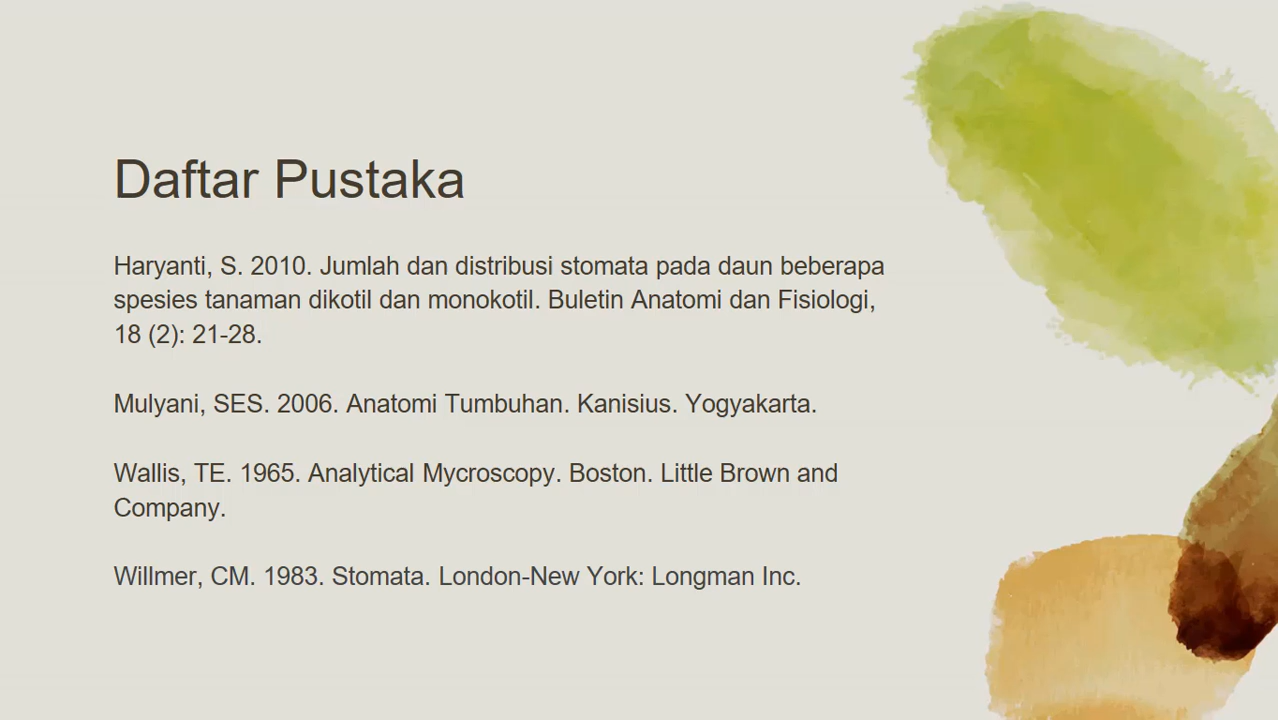 Daftar Pustaka
Haryanti, S. 2010. Jumlah dan distribusi stomata pada daun beberapa
spesies tanaman dikotil dan monokotil. Buletin Anatomi dan Fisiologi,
18 (2): 21-28.
Mulyani, SES. 2006. Anatomi Tumbuhan. Kanisius. Yogyakarta.
Wallis, TE. 1965. Analytical Mycroscopy. Boston. Little Brown and
Company.
Willmer, CM. 1983. Stomata. London-New York: Longman Inc.